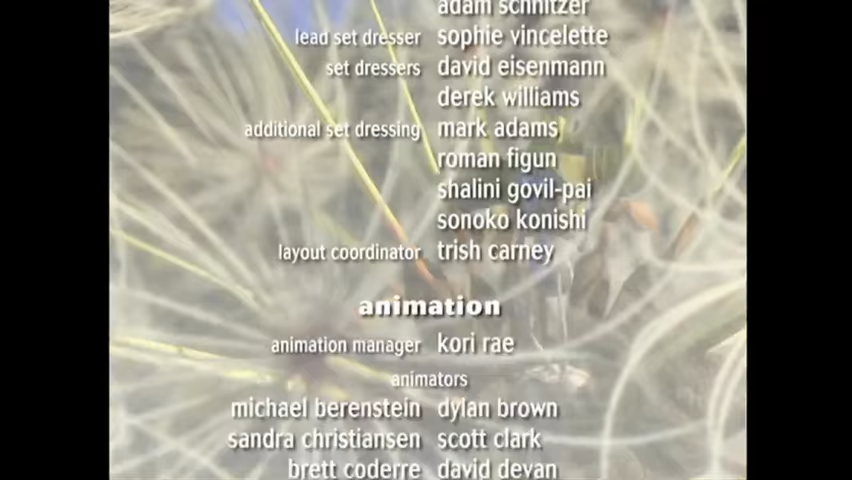 adam schnitzer
lead set dresser sophie vincelette
set dressers david eisenmann
derek williams
additional set dressing mark adams
roman figun
shalini govil-pai
sonoko konishi
layout coordinator trish carney
animation
animation manager kori rae
animators
michael berenstein dylan brown
sandra christiansen scott clark
brett coderre david devan